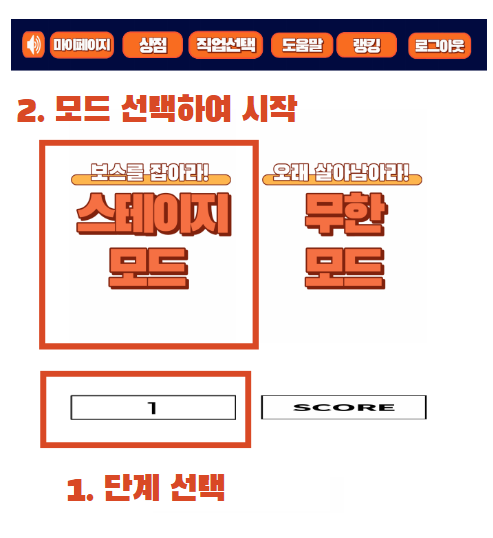 마이페이지 상점 직업선택 도움말 랭킹 로그아웃
2. 모드 선택하여 시작
보스를 잡아라! 오래 살아남아라!
스테이지 무한
모드 모드
1 SCORE
1. 단계 선택